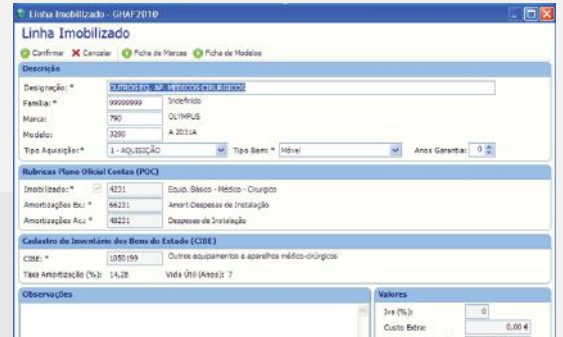 Linha Imobilizado - GHAF2010
Linha Imobilizado
Confirmar Cancelar Ficha de Marcas Ficha de Modelos
Descrição
Designação: * OUTROS EQ. AP. MÉDICOS CIRURGICOS
Familia: * 99999999 Indefinido
Marca: 790 OLYMPUS
Modelo: 3290 A 2031A
Tipo Aquisição: * 1 - AQUISIÇÃO Tipo Bem: * Móvel Anos Garantia: 0
Rubricas Plano Oficial Contas (POC)
Imobilizado: * 4231 Equip. Básico - Médico - Cirurgico
Amortizações Ex.: * 66231 Amort-Despesas de Instalação
Amortizações Ac.: * 48231 Despesas de Instalação
Cadastro do Inventário dos Bens do Estado (CIBE)
CIBE: * 1050199 Outros equipamentos e aparelhos médico-cirúrgicos
Taxa Amortização (%): 14,28 Vida Útil (Anos): 7
Observações Valores
Iva (%): 0
Custo Extra: 0,00 €